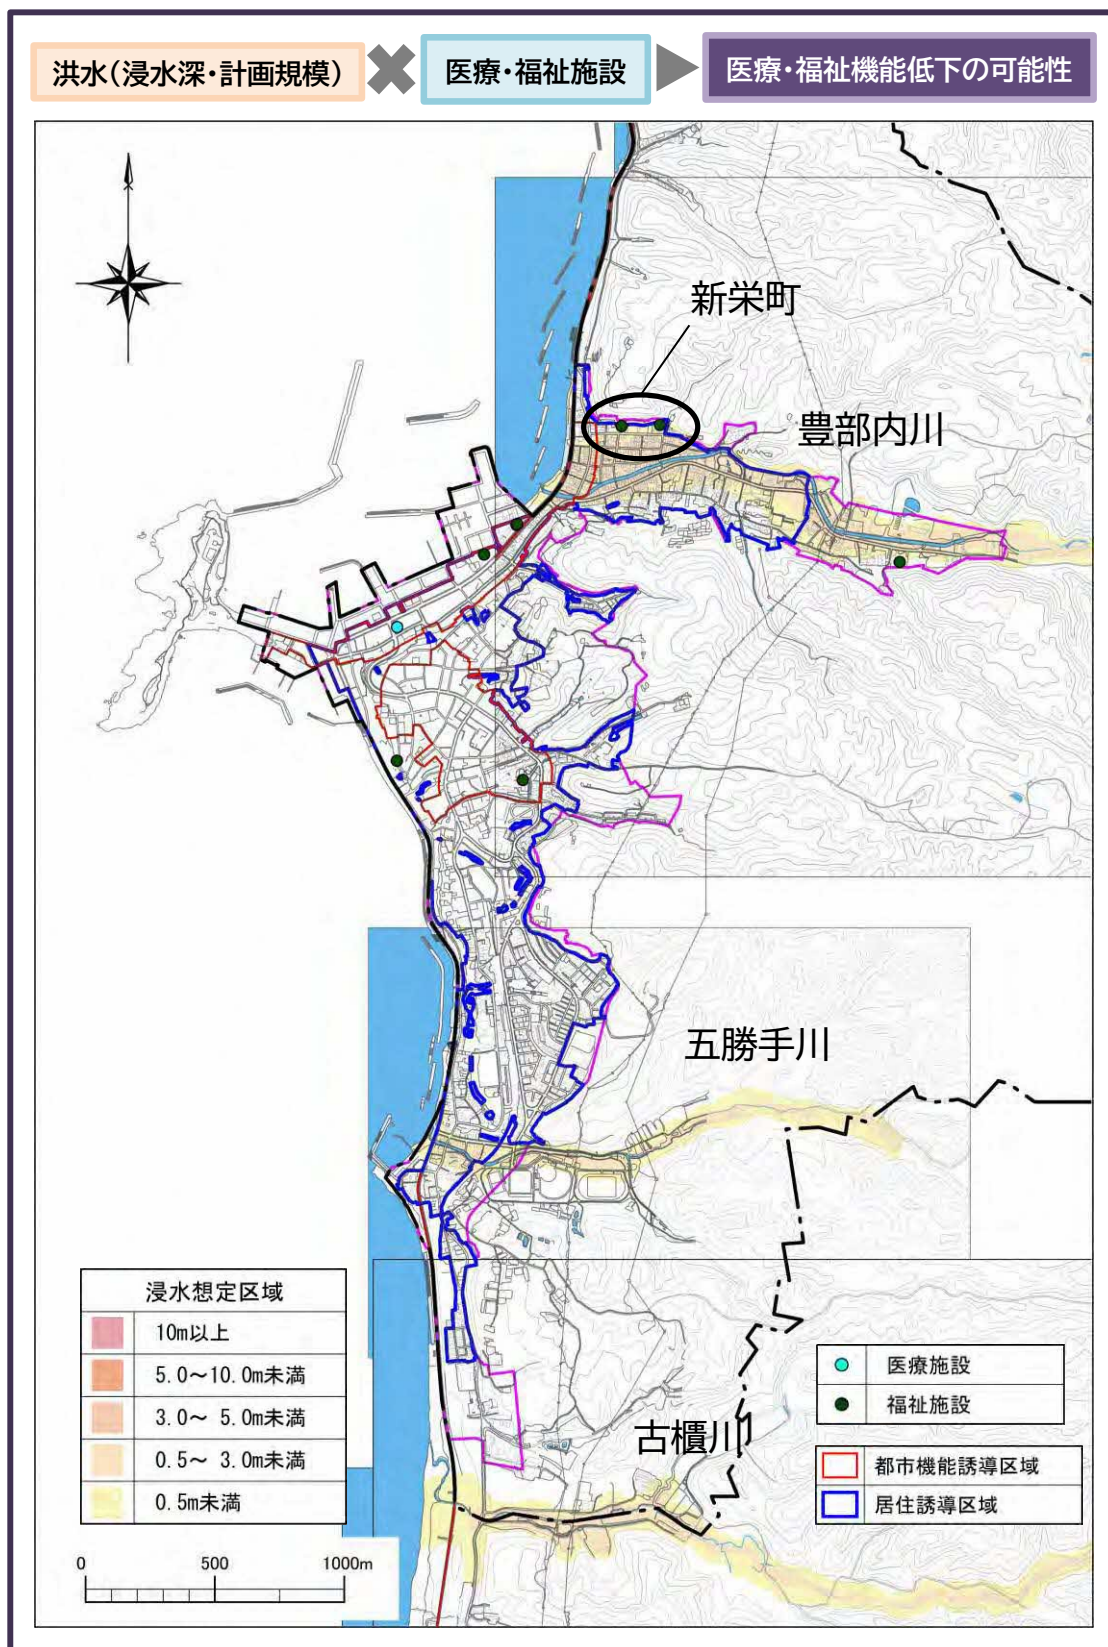 洪水(浸水深・計画規模)
医療・福祉施設
医療・福祉機能低下の可能性
新栄町
豊部内川
五勝手川
古櫃川
浸水想定区域
10m以上
5.0～10.0m未満
3.0～ 5.0m未満
0.5～ 3.0m未満
0.5m未満
0 500 1000m
医療施設
福祉施設
都市機能誘導区域
居住誘導区域